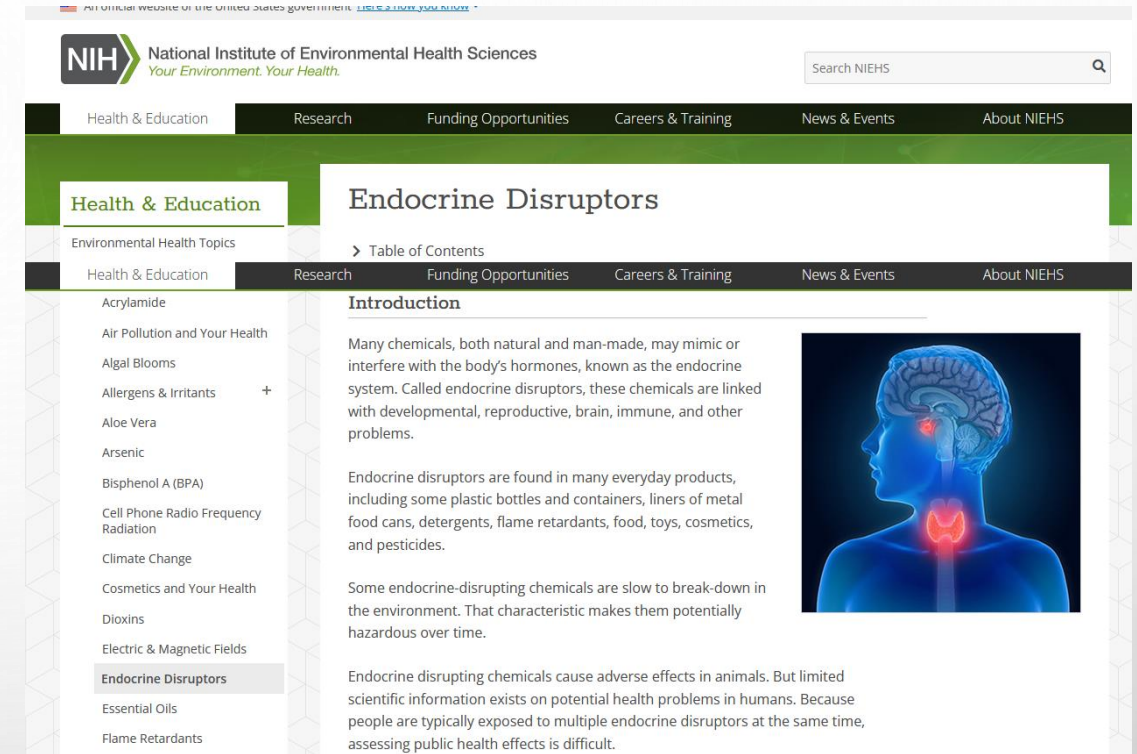 An official website of the United States government Here's how you know
NIH
National Institute of Environmental Health Sciences
Your Environment. Your Health.
Search NIEHS
Health & Education
Research
Funding Opportunities
Careers & Training
News & Events
About NIEHS
Health & Education
Environmental Health Topics
Endocrine Disruptors
Table of Contents
Health & Education
Research
Funding Opportunities
Careers & Training
News & Events
About NIEHS
Acrylamide
Air Pollution and Your Health
Algal Blooms
Allergens & Irritants +
Aloe Vera
Arsenic
Bisphenol A (BPA)
Cell Phone Radio Frequency
Radiation
Climate Change
Cosmetics and Your Health
Dioxins
Electric & Magnetic Fields
Endocrine Disruptors
Essential Oils
Flame Retardants
Introduction
Many chemicals, both natural and man-made, may mimic or
interfere with the body's hormones, known as the endocrine
system. Called endocrine disruptors, these chemicals are linked
with developmental, reproductive, brain, immune, and other
problems.
Endocrine disruptors are found in many everyday products,
including some plastic bottles and containers, liners of metal
food cans, detergents, flame retardants, food, toys, cosmetics,
and pesticides.
Some endocrine-disrupting chemicals are slow to break-down in
the environment. That characteristic makes them potentially
hazardous over time.
Endocrine disrupting chemicals cause adverse effects in animals. But limited
scientific information exists on potential health problems in humans. Because
people are typically exposed to multiple endocrine disruptors at the same time,
assessing public health effects is difficult.